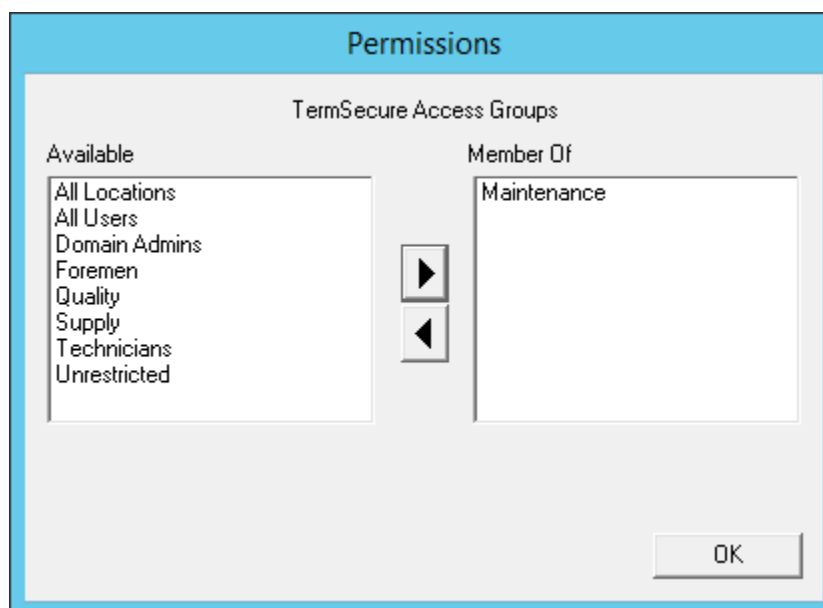 Permissions
TermSecure Access Groups
Available
Member Of
All Locations
All Users
Domain Admins
Foremen
Quality
Supply
Technicians
Unrestricted
Maintenance
OK